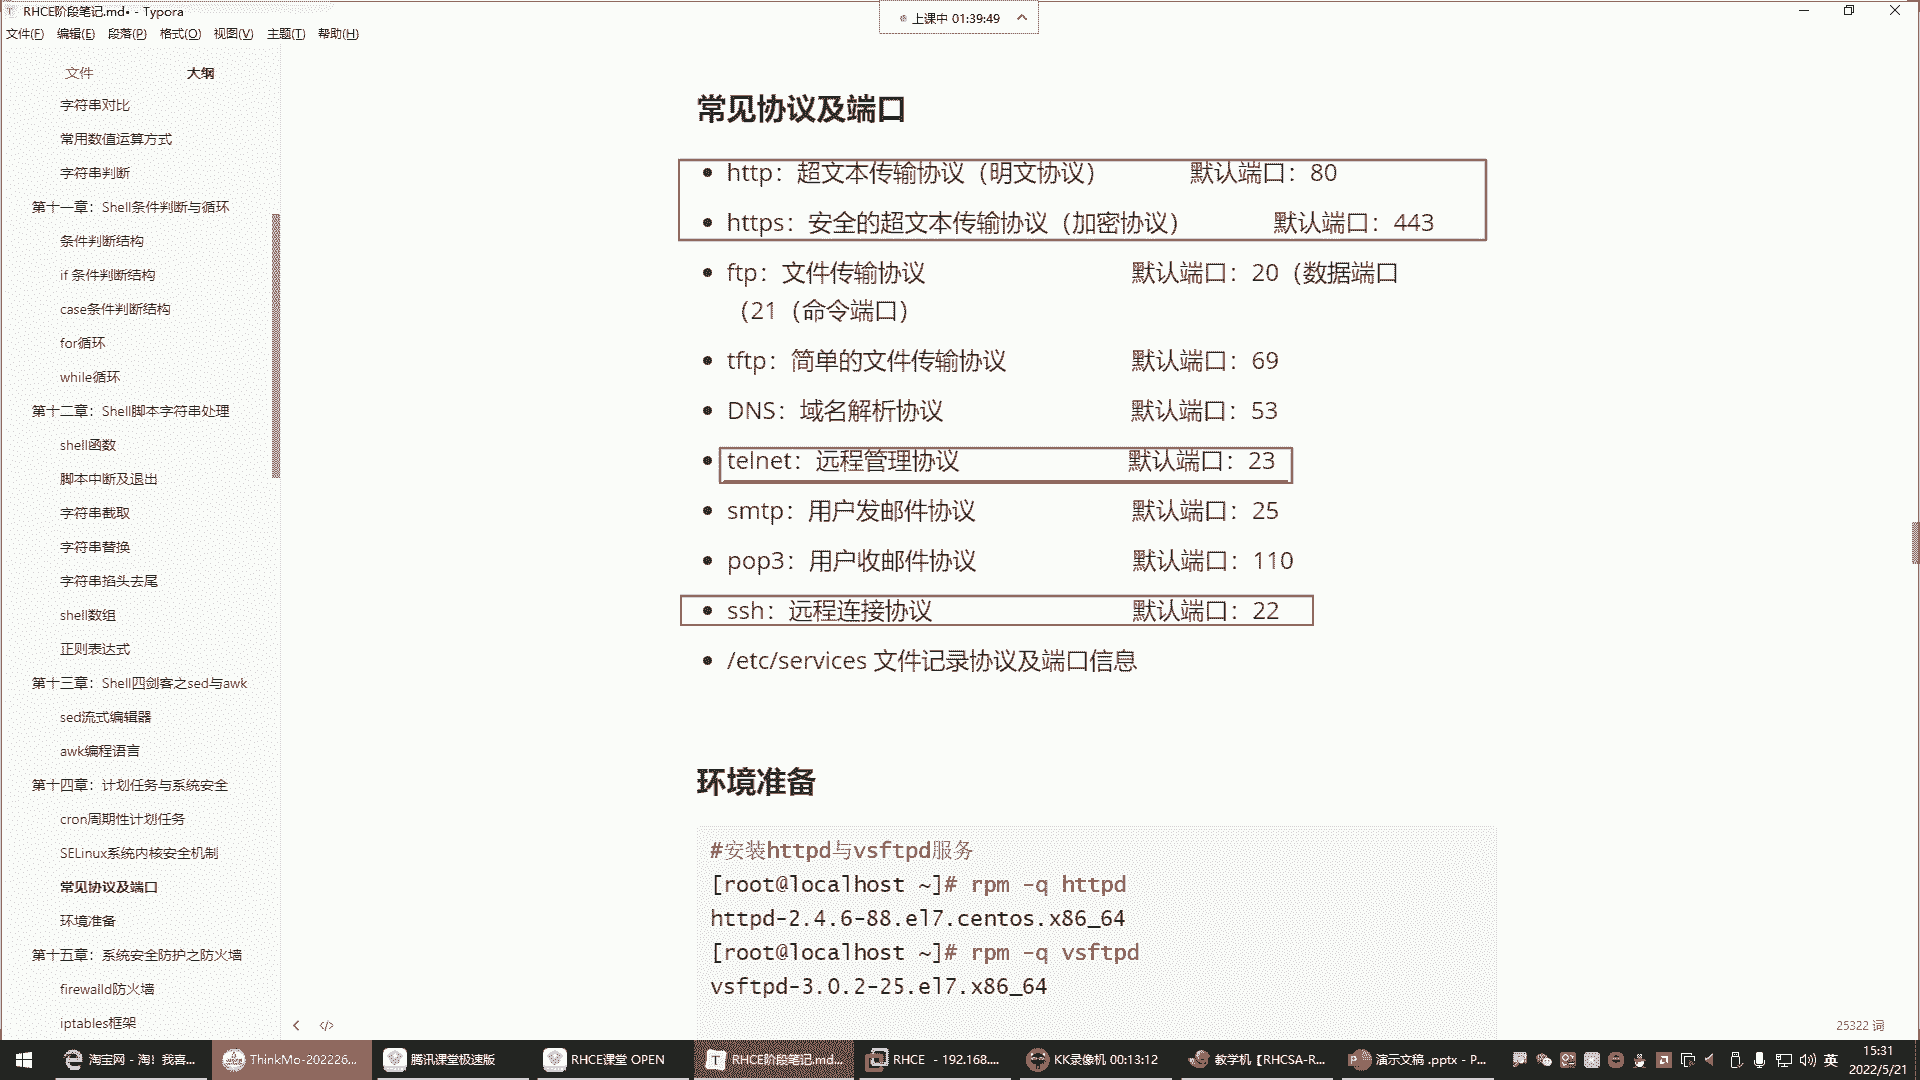 RHCE阶段笔记.md• - Typora
上课中 01:39:49
文件(F) 编辑(E) 段落(P) 格式(O) 视图(V) 主题(T) 帮助(H)
文件 大纲
字符串对比
常用数值运算方式
字符串判断
第十一章：Shell条件判断与循环
条件判断结构
if 条件判断结构
case条件判断结构
for循环
while循环
第十二章：Shell脚本字符串处理
shell函数
脚本中断及退出
字符串截取
字符串替换
字符串掐头去尾
shell数组
正则表达式
第十三章：Shell四剑客之sed与awk
sed流式编辑器
awk编程语言
第十四章：计划任务与系统安全
cron周期性计划任务
SELinux系统内核安全机制
常见协议及端口
环境准备
第十五章：系统安全防护之防火墙
firewalld防火墙
iptables框架
常见协议及端口
http：超文本传输协议（明文协议） 默认端口：80
https：安全的超文本传输协议（加密协议） 默认端口：443
ftp：文件传输协议 默认端口：20（数据端口
（21（命令端口）
tftp：简单的文件传输协议 默认端口：69
DNS：域名解析协议 默认端口：53
telnet：远程管理协议 默认端口：23
smtp：用户发邮件协议 默认端口：25
pop3：用户收邮件协议 默认端口：110
ssh：远程连接协议 默认端口：22
/etc/services 文件记录协议及端口信息
环境准备
#安装httpd与vsftpd服务
[root@localhost ~]# rpm -q httpd
httpd-2.4.6-88.el7.centos.x86_64
[root@localhost ~]# rpm -q vsftpd
vsftpd-3.0.2-25.el7.x86_64
25322 词
淘宝网 - 淘！我喜... ThinkMo-202226... 腾讯课堂极速版 RHCE课堂 OPEN RHCE阶段笔记.md... RHCE - 192.168.... KK录像机 00:13:12 教学机【RHCSA-R... 演示文稿 .pptx - P... 英 15:31
2022/5/21